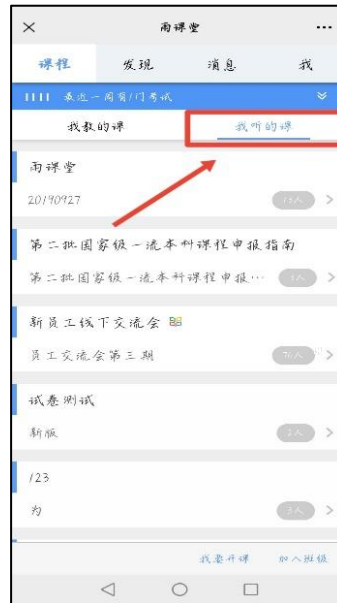 雨课堂
课程 发现 消息 我
最近一周有1门考试
我教的课 我听的课
雨课堂
20190927
第二批国家级一流本科课程申报指南
第二批国家级一流本科课程申报…
新员工线下交流会
员工交流会第三期
试卷测试
新版
2人
123
为
3人
我要开课 加入班级